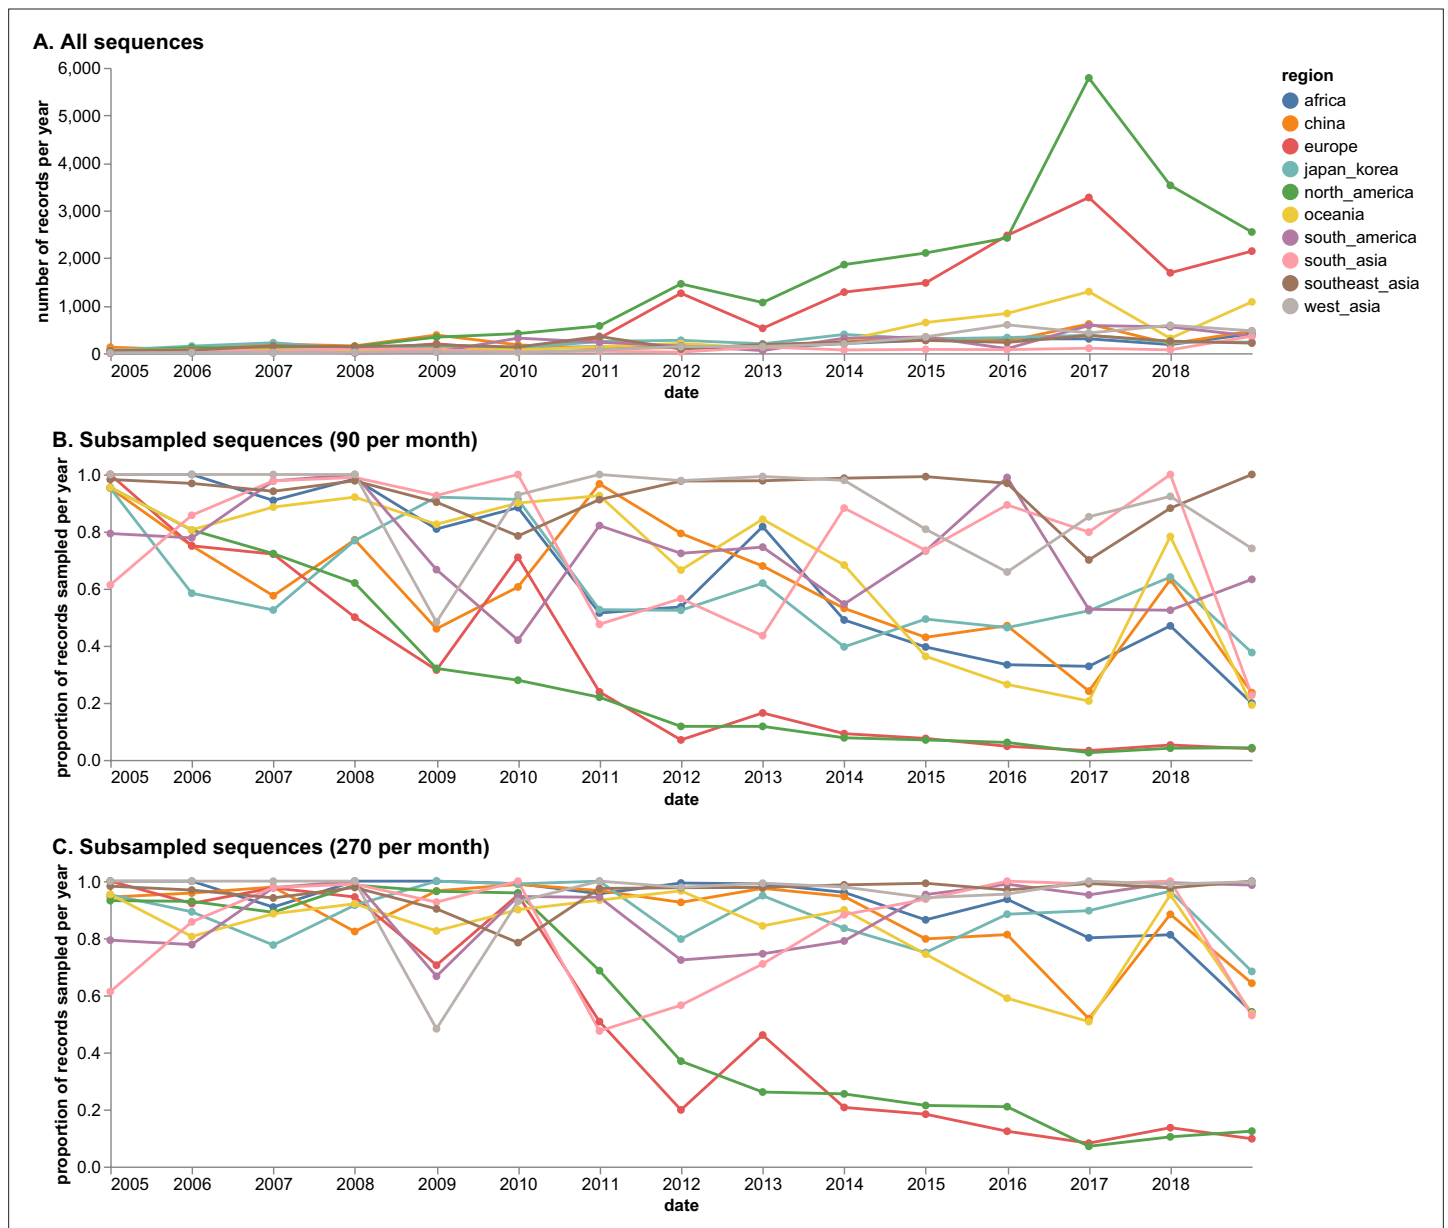 A. All sequences
number of records per year
6,000
5,000
4,000
3,000
2,000
1,000
0
2005 2006 2007 2008 2009 2010 2011 2012 2013 2014 2015 2016 2017 2018
date
region
africa
china
europe
japan_korea
north_america
oceania
south_america
south_asia
southeast_asia
west_asia
B. Subsampled sequences (90 per month)
proportion of records sampled per year
1.0
0.8
0.6
0.4
0.2
0.0
2005 2006 2007 2008 2009 2010 2011 2012 2013 2014 2015 2016 2017 2018
date
C. Subsampled sequences (270 per month)
proportion of records sampled per year
1.0
0.8
0.6
0.4
0.2
0.0
2005 2006 2007 2008 2009 2010 2011 2012 2013 2014 2015 2016 2017 2018
date